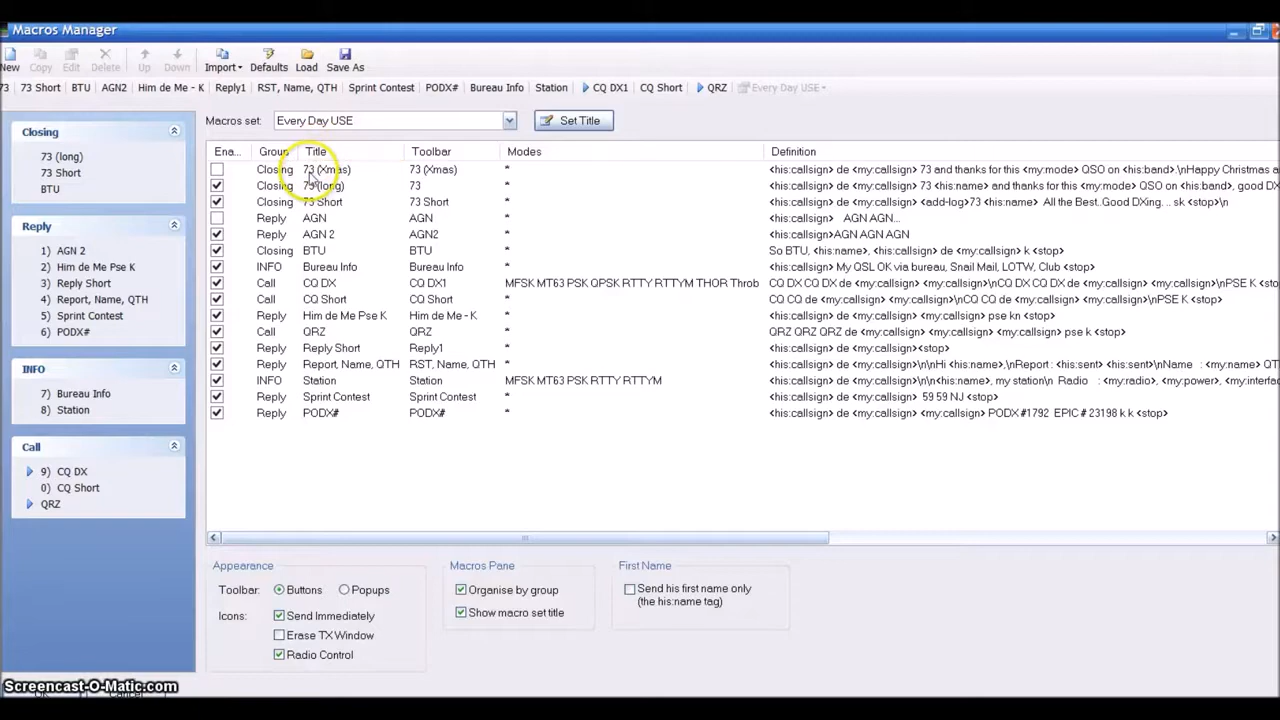 Macros Manager
New Copy Edit Delete Up Down Import Defaults Load Save As
73 73 Short BTU AGN2 Him de Me - K Reply1 RST, Name, QTH Sprint Contest PODX# Bureau Info Station CQ DX1 CQ Short QRZ Every Day USE
Closing
73 (long)
73 Short
BTU
Reply
1) AGN 2
2) Him de Me Pse K
3) Reply Short
4) Report, Name, QTH
5) Sprint Contest
6) PODX#
INFO
7) Bureau Info
8) Station
Call
9) CQ DX
0) CQ Short
QRZ
Macros set: Every Day USE Set Title
Ena... Group Title Toolbar Modes Definition
Closing 73 (Xmas) 73 (Xmas) * <his:callsign> de <my:callsign> 73 and thanks for this <my:mode> QSO on <his:band>.\nHappy Christmas a
Closing 73 (long) 73 * <his:callsign> de <my:callsign> 73 <his:name> and thanks for this <my:mode> QSO on <his:band>, good DX
Closing 73 Short 73 Short * <his:callsign> de <my:callsign> <add-log>73 <his:name> All the Best..Good DXing. .. sk <stop>\n
Reply AGN AGN * <his:callsign> AGN AGN...
Reply AGN 2 AGN2 * <his:callsign>AGN AGN AGN
Closing BTU BTU * So BTU, <his:name>, <his:callsign> de <my:callsign> k <stop>
INFO Bureau Info Bureau Info * <his:callsign> My QSL OK via bureau, Snail Mail, LOTW, Club <stop>
Call CQ DX CQ DX1 MFSK MT63 PSK QPSK RTTY RTTYM THOR Throb CQ DX CQ DX de <my:callsign> <my:callsign>\nCQ DX CQ DX de <my:callsign> <my:callsign>\nPSE K <sto
Call CQ Short CQ Short * CQ CQ de <my:callsign> <my:callsign>\nCQ CQ de <my:callsign> <my:callsign>\nPSE K <stop>
Reply Him de Me Pse K Him de Me - K * <his:callsign> de <my:callsign> <my:callsign> pse kn <stop>
Call QRZ QRZ * QRZ QRZ QRZ de <my:callsign> <my:callsign> <my:callsign> pse k <stop>
Reply Reply Short Reply1 * <his:callsign> de <my:callsign><stop>
Reply Report, Name, QTH RST, Name, QTH * <his:callsign> de <my:callsign>\n\nHi <his:name>,\nReport : <his:sent> <his:sent>\nName : <my:name> QT
INFO Station Station MFSK MT63 PSK RTTY RTTYM <his:callsign> de <my:callsign>\n\n<his:name>, my station\n Radio : <my:radio>, <my:power>, <my:interfa
Reply Sprint Contest Sprint Contest * <his:callsign> de <my:callsign> 59 59 NJ <stop>
Reply PODX# PODX# * <his:callsign> de <my:callsign> PODX #1792 EPIC # 23198 k k <stop>
Appearance
Toolbar: Buttons Popups
Icons: Send Immediately
Erase TX Window
Radio Control
Macros Pane
Organise by group
Show macro set title
First Name
Send his first name only
(the his:name tag)
Screencast-O-Matic.com